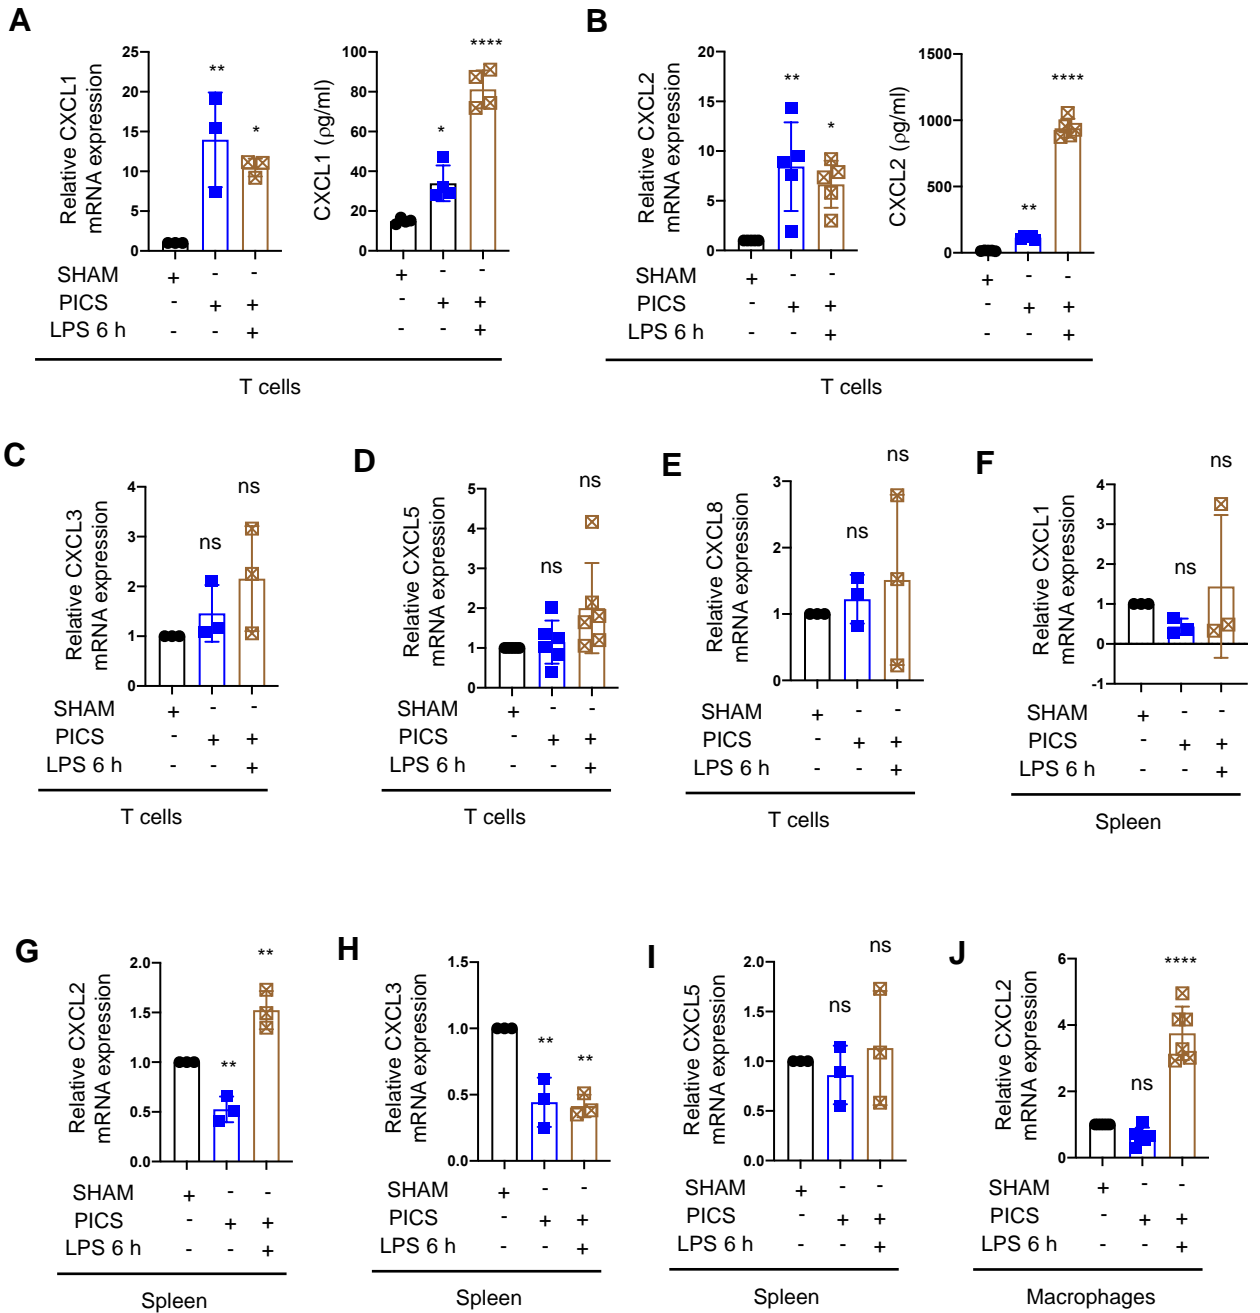 A
B
Relative CXCL1
mRNA expression
25
20
15
10
5
0
**
*
CXCL1 (ρg/ml)
100
80
60
40
20
0
*
****
Relative CXCL2
mRNA expression
20
15
10
5
0
**
*
CXCL2 (ρg/ml)
1500
1000
500
0
**
****
SHAM + - - + - - SHAM + - - + - -
PICS - + + - + + PICS - + + - + +
LPS 6 h - - + - - + LPS 6 h - - + - - +
T cells
T cells
C
D
E
F
Relative CXCL3
mRNA expression
4
3
2
1
0
ns
ns
SHAM + - -
PICS - + +
LPS 6 h - - +
T cells
Relative CXCL5
mRNA expression
5
4
3
2
1
0
ns
ns
SHAM + - -
PICS - + +
LPS 6 h - - +
T cells
Relative CXCL8
mRNA expression
3
2
1
0
ns
ns
SHAM + - -
PICS - + +
LPS 6 h - - +
T cells
Relative CXCL1
mRNA expression
4
3
2
1
0
-1
ns
ns
SHAM + - -
PICS - + +
LPS 6 h - - +
Spleen
G
H
I
J
Relative CXCL2
mRNA expression
2.0
1.5
1.0
0.5
0.0
**
**
SHAM + - -
PICS - + +
LPS 6 h - - +
Spleen
Relative CXCL3
mRNA expression
1.5
1.0
0.5
0.0
**
**
SHAM + - -
PICS - + +
LPS 6 h - - +
Spleen
Relative CXCL5
mRNA expression
2.0
1.5
1.0
0.5
0.0
ns
ns
SHAM + - -
PICS - + +
LPS 6 h - - +
Spleen
Relative CXCL2
mRNA expression
6
4
2
0
ns
****
SHAM + - -
PICS - + +
LPS 6 h - - +
Macrophages